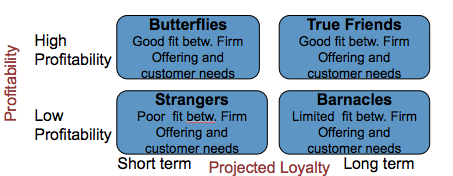 Profitability
High
Profitability
Butterflies
Good fit betw. Firm
Offering and
customer needs
True Friends
Good fit betw. Firm
Offering and
customer needs
Low
Profitability
Strangers
Poor fit betw. Firm
Offering and
customer needs
Barnacles
Limited fit betw. Firm
Offering and
customer needs
Short term
Projected Loyalty
Long term